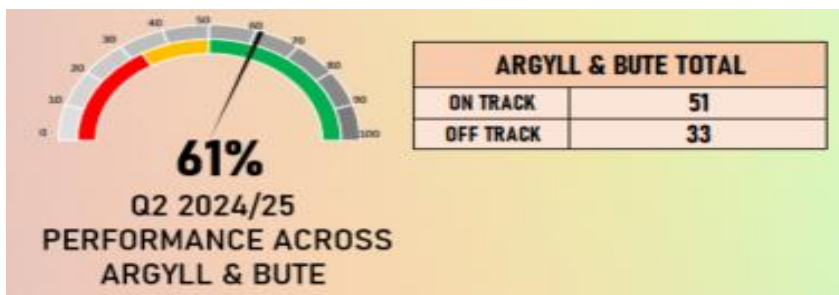 0
10
20
30
40
50
60
70
80
90
100
61%
Q2 2024/25
PERFORMANCE ACROSS
ARGYLL & BUTE
ARGYLL & BUTE TOTAL
ON TRACK 51
OFF TRACK 33